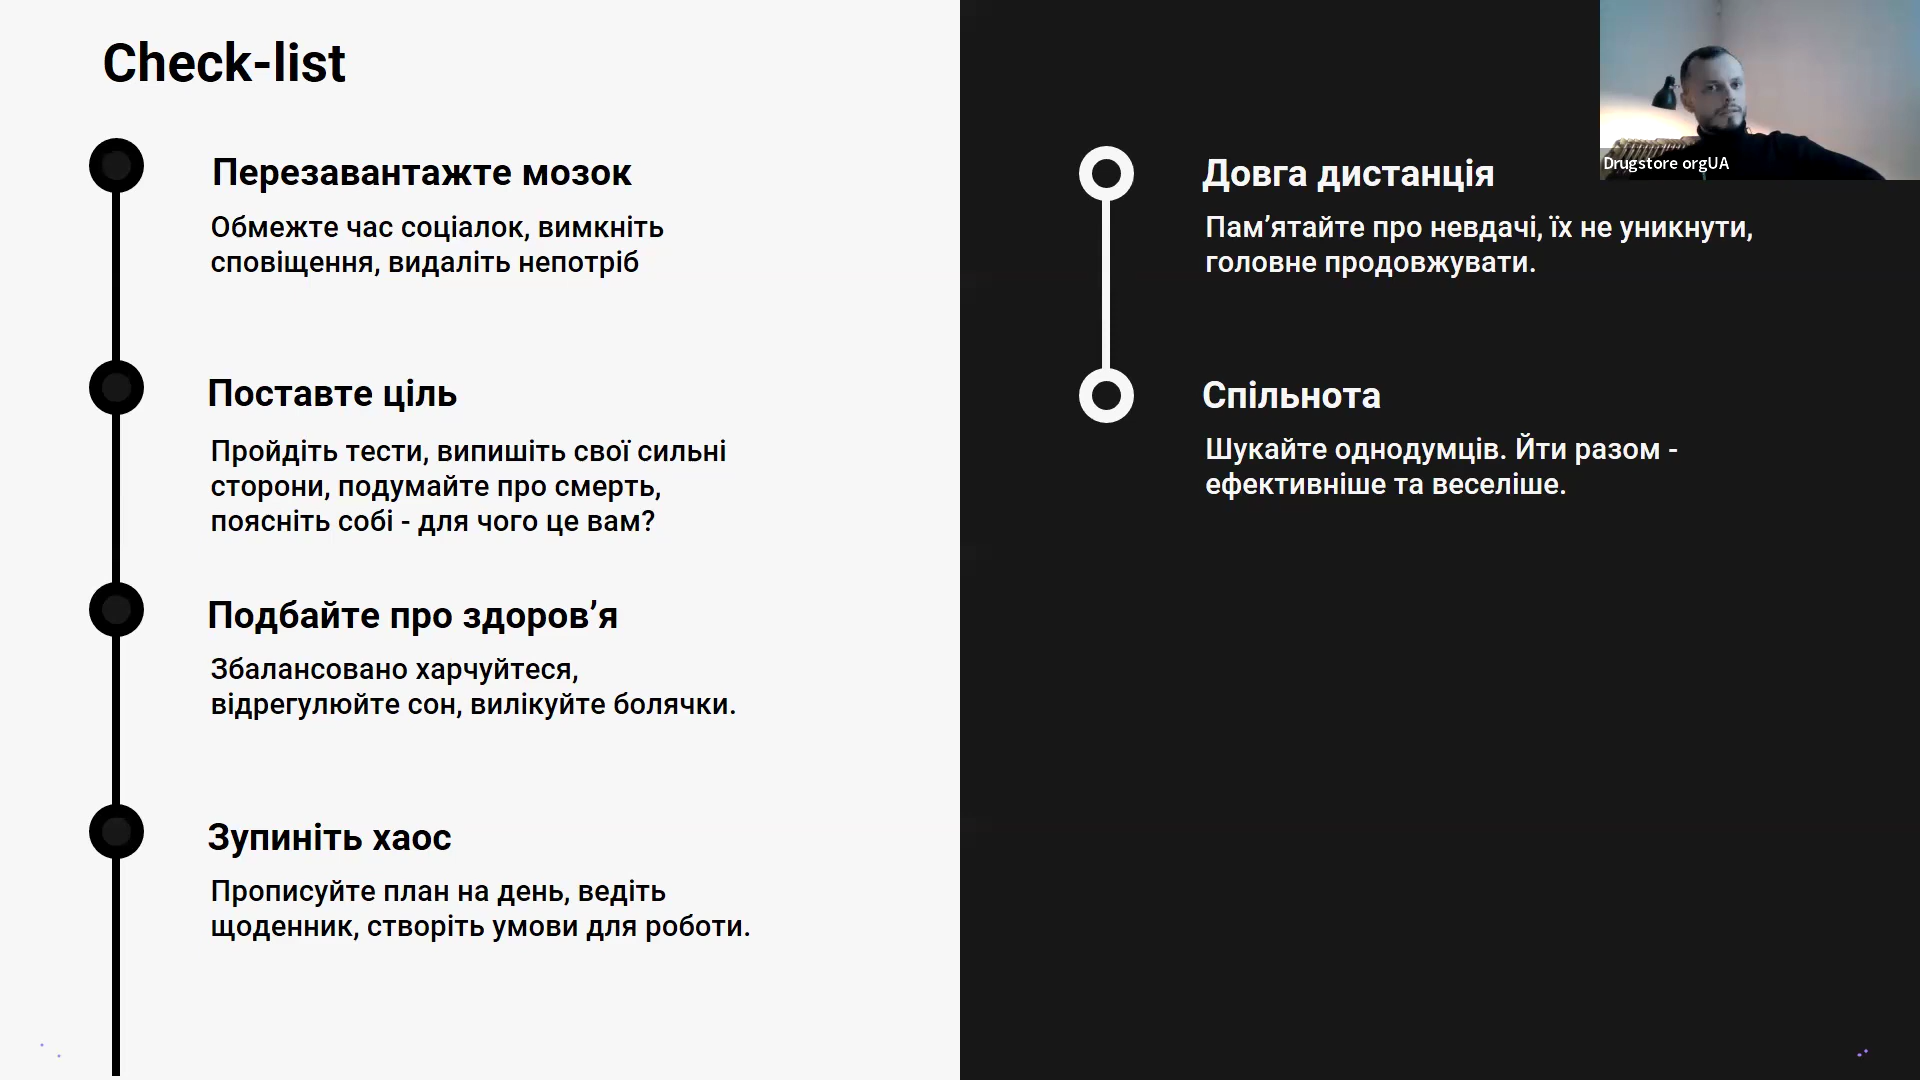 Check-list
Перезавантажте мозок
Обмежте час соціалок, вимкніть
сповіщення, видаліть непотріб
Поставте ціль
Пройдіть тести, випишіть свої сильні
сторони, подумайте про смерть,
поясніть собі - для чого це вам?
Подбайте про здоров’я
Збалансовано харчуйтеся,
відрегулюйте сон, вилікуйте болячки.
Зупиніть хаос
Прописуйте план на день, ведіть
щоденник, створіть умови для роботи.
Довга дистанція
Пам’ятайте про невдачі, їх не уникнути,
головне продовжувати.
Спільнота
Шукайте однодумців. Йти разом -
ефективніше та веселіше.
Drugstore orgUA